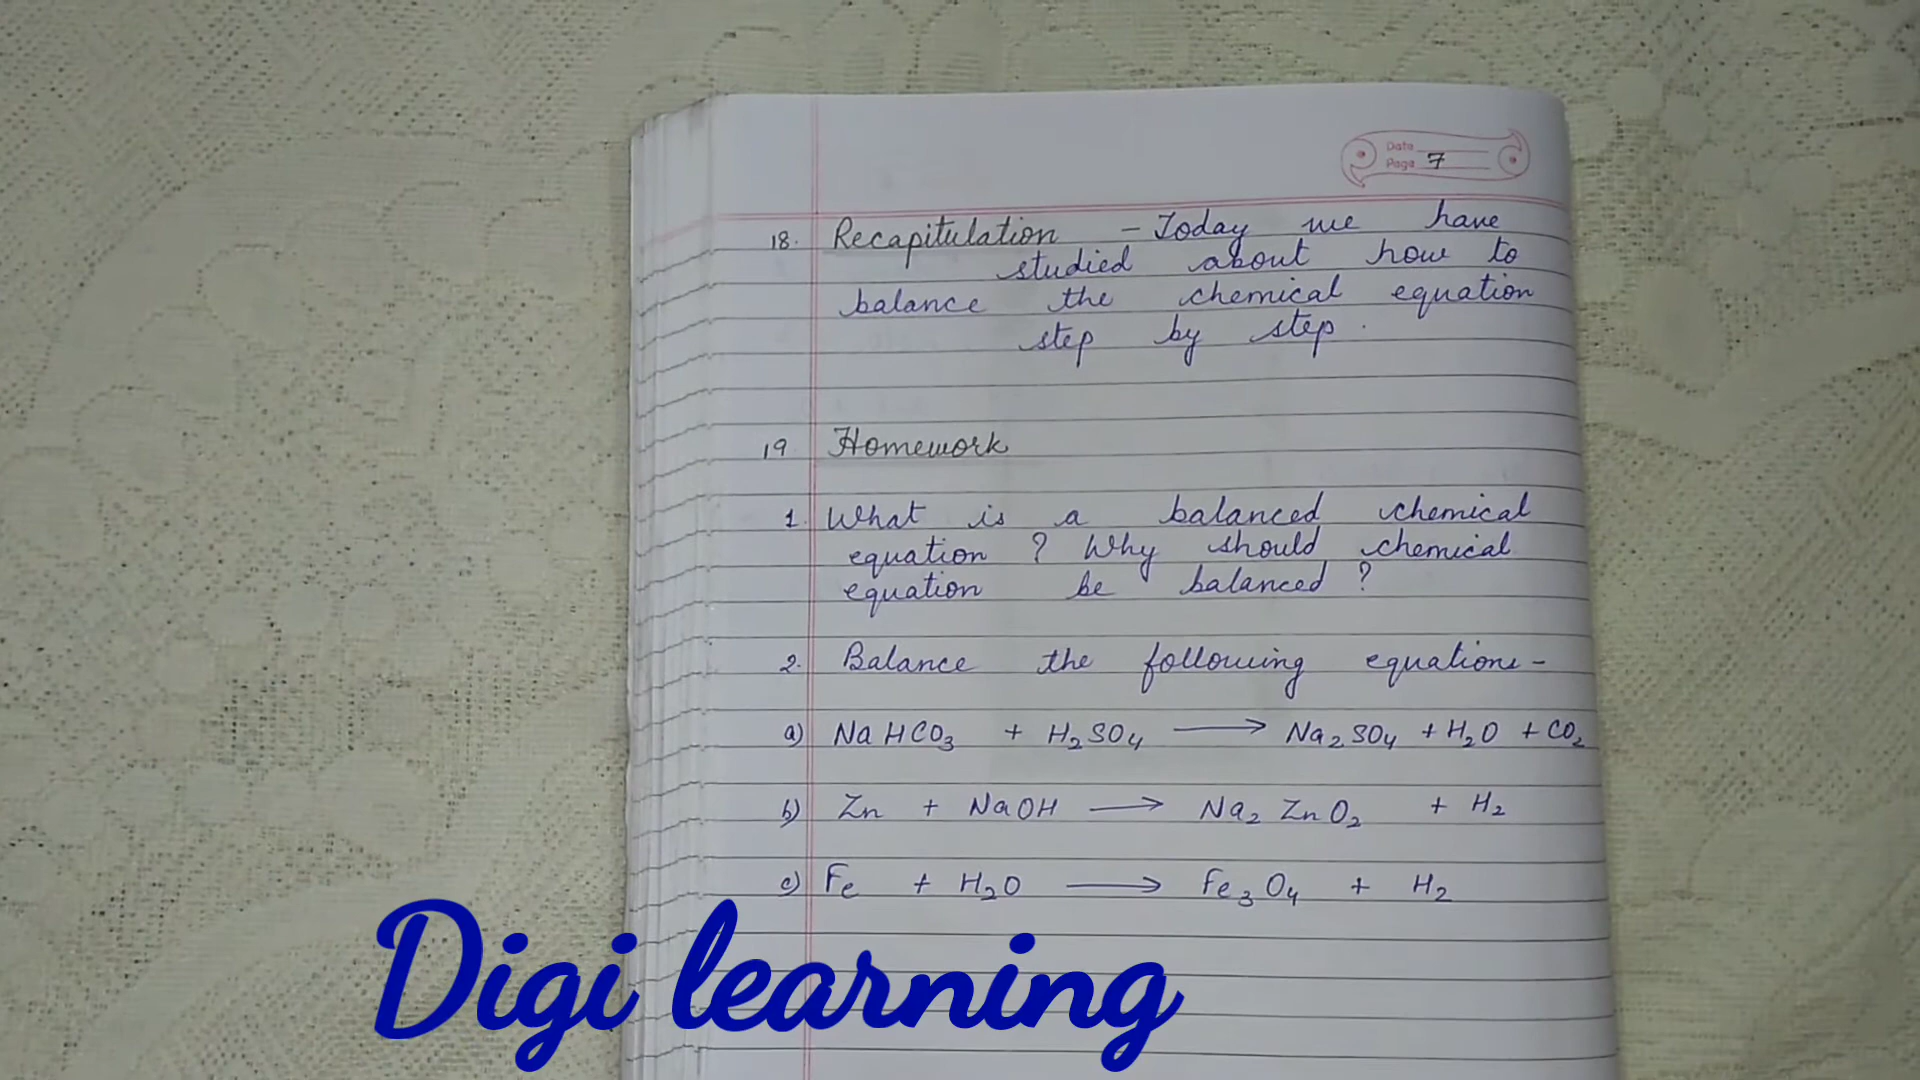 Date
Page 7
18. Recapitulation - Today we have
studied about how to
balance the chemical equation
step by step.
19 Homework
1. What is a balanced chemical
equation ? Why should chemical
equation be balanced ?
2. Balance the following equations -
a) NaHCO₃ + H₂SO₄ ⟶ Na₂SO₄ + H₂O + CO₂
b) Zn + NaOH ⟶ Na₂ZnO₂ + H₂
c) Fe + H₂O ⟶ Fe₃O₄ + H₂
Digi learning